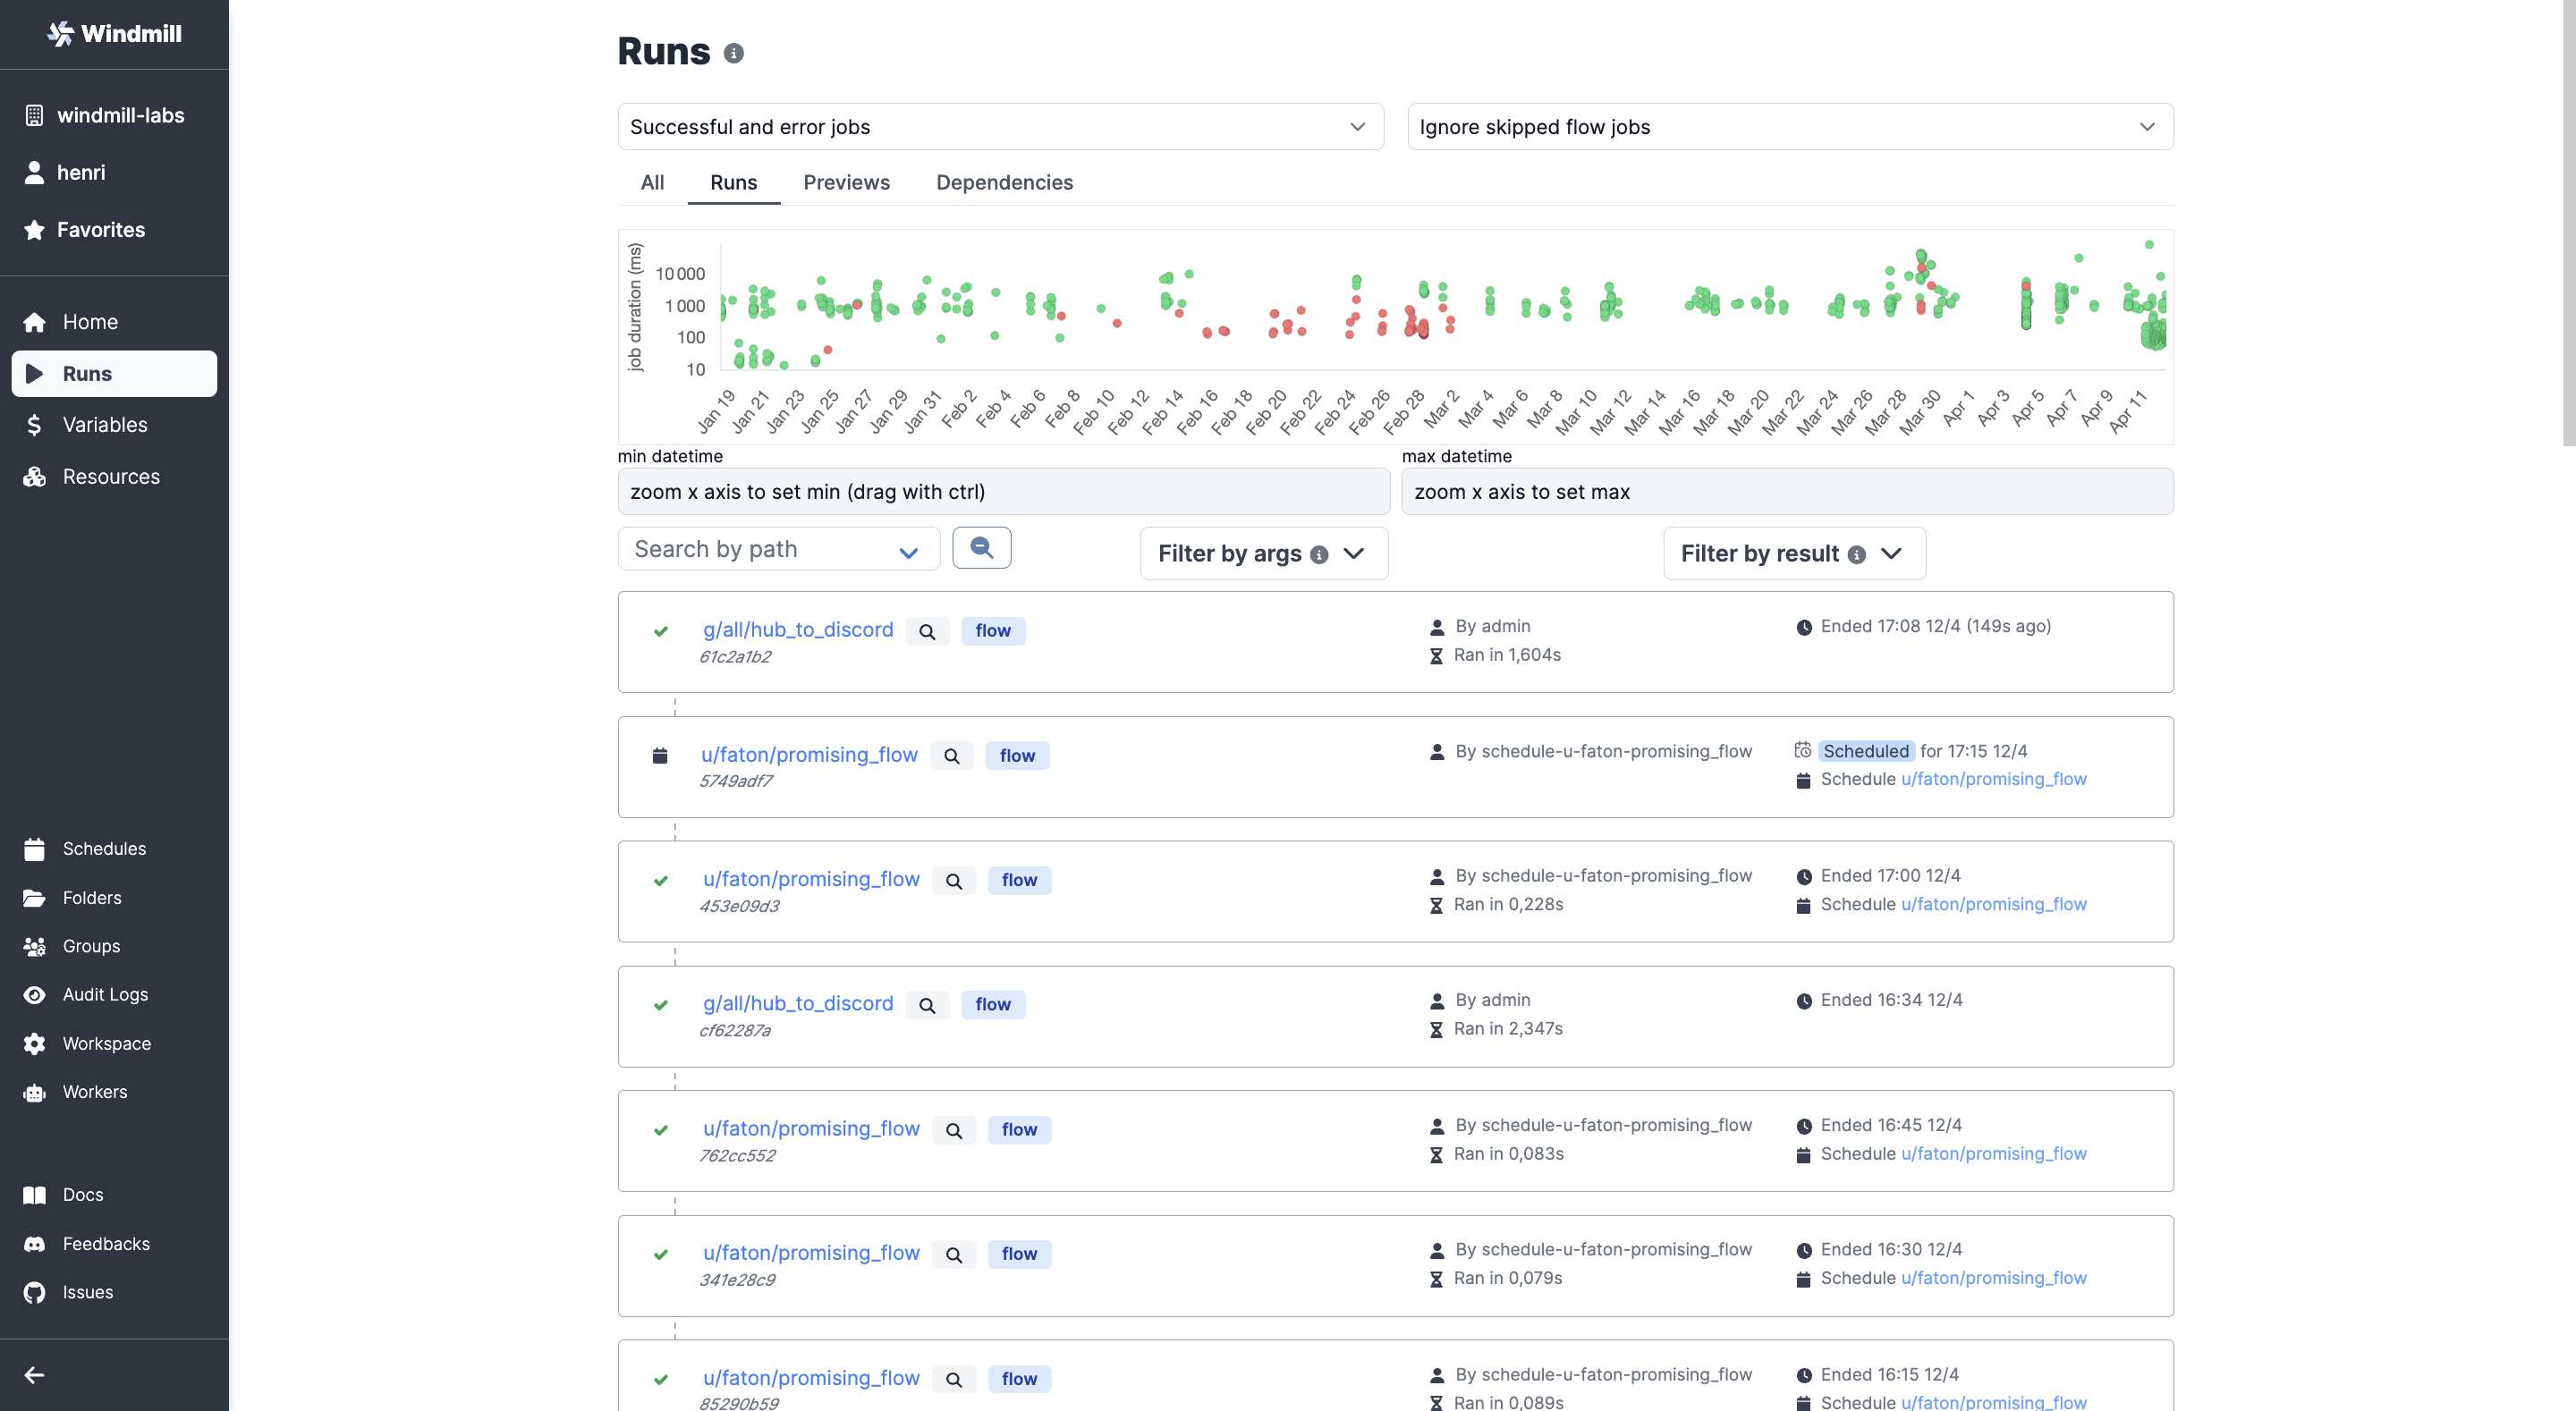 Windmill
windmill-labs
henri
Favorites
Home
Runs
Variables
Resources
Schedules
Folders
Groups
Audit Logs
Workspace
Workers
Docs
Feedbacks
Issues
Runs
Successful and error jobs
Ignore skipped flow jobs
All Runs Previews Dependencies
job duration (ms)
10 000
1 000
100
10
Jan 19 Jan 21 Jan 23 Jan 25 Jan 27 Jan 29 Jan 31 Feb 2 Feb 4 Feb 6 Feb 8 Feb 10 Feb 12 Feb 14 Feb 16 Feb 18 Feb 20 Feb 22 Feb 24 Feb 26 Feb 28 Mar 2 Mar 4 Mar 6 Mar 8 Mar 10 Mar 12 Mar 14 Mar 16 Mar 18 Mar 20 Mar 22 Mar 24 Mar 26 Mar 28 Mar 30 Apr 1 Apr 3 Apr 5 Apr 7 Apr 9 Apr 11
min datetime
max datetime
zoom x axis to set min (drag with ctrl)
zoom x axis to set max
Search by path
Filter by args
Filter by result
g/all/hub_to_discord flow
61c2a1b2
By admin
Ran in 1,604s
Ended 17:08 12/4 (149s ago)
u/faton/promising_flow flow
5749adf7
By schedule-u-faton-promising_flow
Scheduled for 17:15 12/4
Schedule u/faton/promising_flow
u/faton/promising_flow flow
453e09d3
By schedule-u-faton-promising_flow
Ran in 0,228s
Ended 17:00 12/4
Schedule u/faton/promising_flow
g/all/hub_to_discord flow
cf62287a
By admin
Ran in 2,347s
Ended 16:34 12/4
u/faton/promising_flow flow
762cc552
By schedule-u-faton-promising_flow
Ran in 0,083s
Ended 16:45 12/4
Schedule u/faton/promising_flow
u/faton/promising_flow flow
341e28c9
By schedule-u-faton-promising_flow
Ran in 0,079s
Ended 16:30 12/4
Schedule u/faton/promising_flow
u/faton/promising_flow flow
85290b59
By schedule-u-faton-promising_flow
Ran in 0,089s
Ended 16:15 12/4
Schedule u/faton/promising_flow